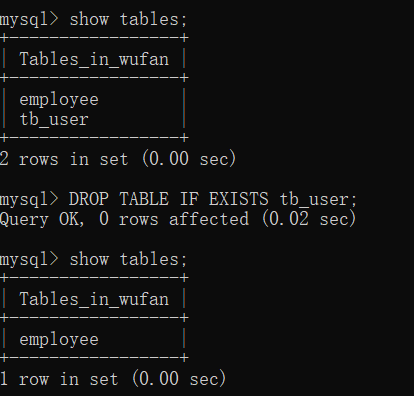 mysql> show tables;
+-----------------+
| Tables_in_wufan |
+-----------------+
| employee        |
| tb_user         |
+-----------------+
2 rows in set (0.00 sec)
mysql> DROP TABLE IF EXISTS tb_user;
Query OK, 0 rows affected (0.02 sec)
mysql> show tables;
+-----------------+
| Tables_in_wufan |
+-----------------+
| employee        |
+-----------------+
1 row in set (0.00 sec)